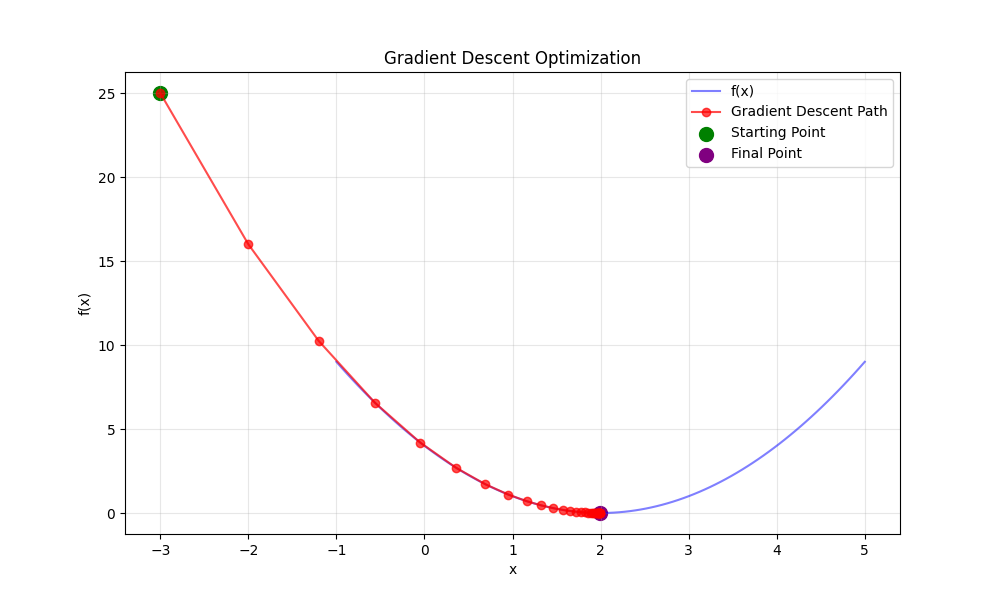 Gradient Descent Optimization
f(x)
Gradient Descent Path
Starting Point
Final Point
25
20
15
10
5
0
f(x)
−3 −2 −1 0 1 2 3 4 5
x